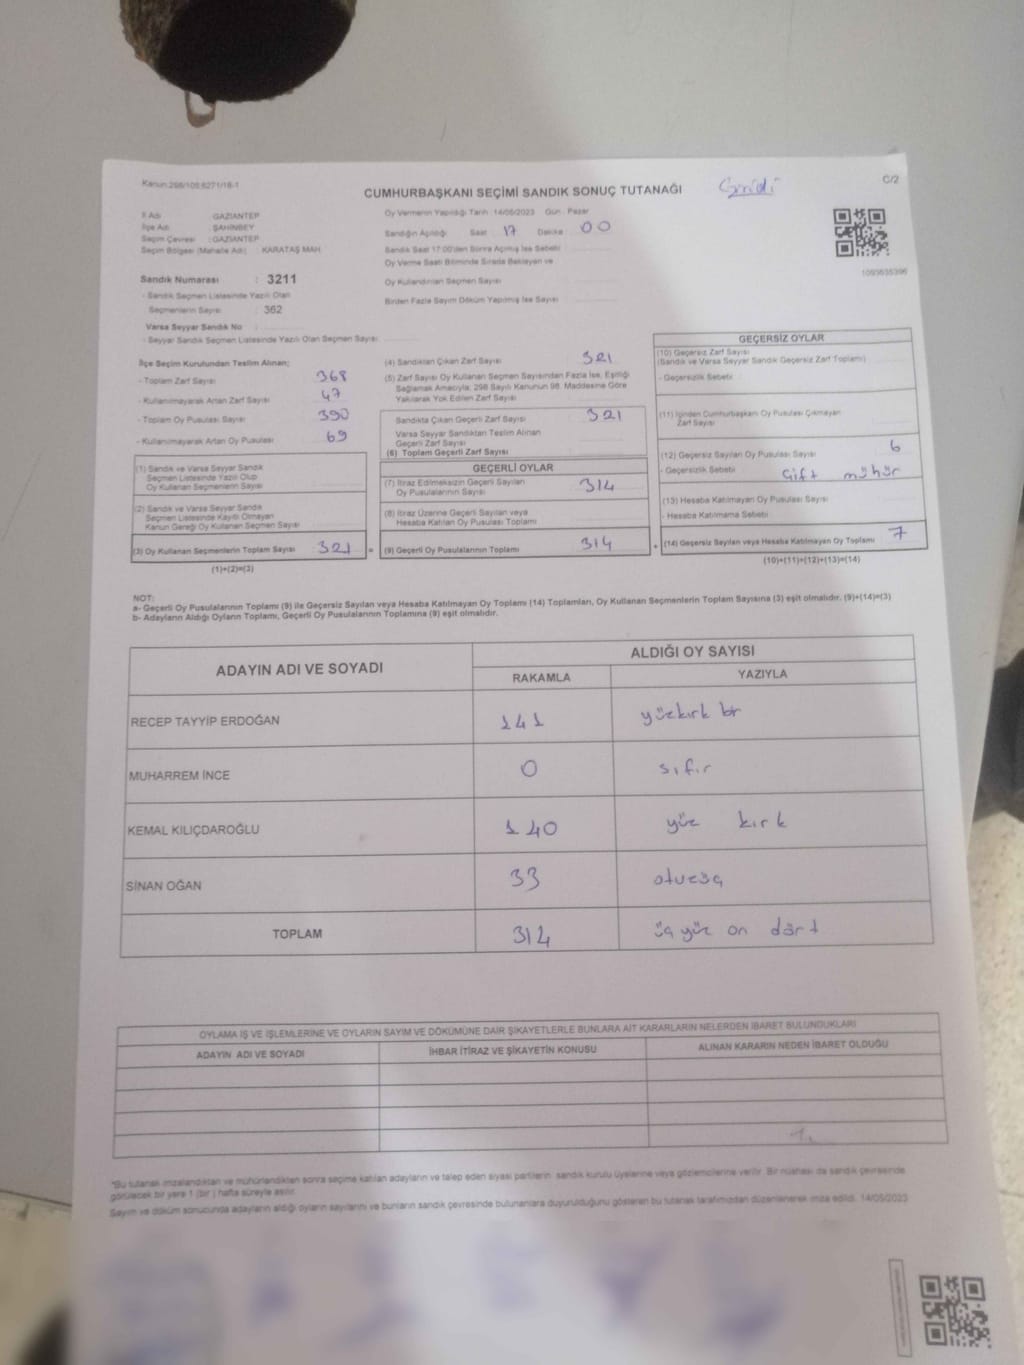 Kanun:298/105;6271/18-1
CUMHURBAŞKANI SEÇİMİ SANDIK SONUÇ TUTANAĞI
C/2
İl Adı : GAZİANTEP
İlçe Adı : ŞAHİNBEY
Seçim Çevresi : GAZİANTEP
Seçim Bölgesi (Mahalle Adı) : KARATAŞ MAH
Sandık Numarası : 3211
- Sandık Seçmen Listesinde Yazılı Olan
Seçmenlerin Sayısı : 362
Varsa Seyyar Sandık No :
- Seyyar Sandık Seçmen Listesinde Yazılı Olan Seçmen Sayısı :
Oy Vermenin Yapıldığı Tarih :14/05/2023 Gün : Pazar
Sandığın Açıldığı Saat 17 Dakika 00
Sandık Saat 17:00'den Sonra Açılmış İse Sebebi
Oy Verme Saati Bitiminde Sırada Bekleyen ve
Oy Kullandırılan Seçmen Sayısı
Birden Fazla Sayım Döküm Yapılmış İse Sayısı
1093635396
İlçe Seçim Kurulundan Teslim Alınan;
- Toplam Zarf Sayısı 368
- Kullanılmayarak Artan Zarf Sayısı 47
- Toplam Oy Pusulası Sayısı 390
- Kullanılmayarak Artan Oy Pusulası 69
(1) Sandık ve Varsa Seyyar Sandık
Seçmen Listesinde Yazılı Olup
Oy Kullanan Seçmenlerin Sayısı
(2) Sandık ve Varsa Seyyar Sandık
Seçmen Listesinde Kayıtlı Olmayan
Kanun Gereği Oy Kullanan Seçmen Sayısı
(3) Oy Kullanan Seçmenlerin Toplam Sayısı 321 =
(1)+(2)=(3)
(4) Sandıktan Çıkan Zarf Sayısı 321
(5) Zarf Sayısı Oy Kullanan Seçmen Sayısından Fazla İse, Eşitliği
Sağlamak Amacıyla; 298 Sayılı Kanunun 98. Maddesine Göre
Yakılarak Yok Edilen Zarf Sayısı
Sandıkta Çıkan Geçerli Zarf Sayısı 321
Varsa Seyyar Sandıktan Teslim Alınan
Geçerli Zarf Sayısı
(6) Toplam Geçerli Zarf Sayısı
GEÇERLİ OYLAR
(7) İtiraz Edilmeksizin Geçerli Sayılan
Oy Pusulalarının Sayısı 314
(8) İtiraz Üzerine Geçerli Sayılan veya
Hesaba Katılan Oy Pusulası Toplamı
(9) Geçerli Oy Pusulalarının Toplamı 314 +
GEÇERSİZ OYLAR
(10) Geçersiz Zarf Sayısı
(Sandık ve Varsa Seyyar Sandık Geçersiz Zarf Toplamı)
- Geçersizlik Sebebi
(11) İçinden Cumhurbaşkanı Oy Pusulası Çıkmayan
Zarf Sayısı
(12) Geçersiz Sayılan Oy Pusulası Sayısı 6
- Geçersizlik Sebebi Çift mühür
(13) Hesaba Katılmayan Oy Pusulası Sayısı
- Hesaba Katılmama Sebebi
(14) Geçersiz Sayılan veya Hesaba Katılmayan Oy Toplamı 7
(10)+(11)+(12)+(13)=(14)
NOT:
a- Geçerli Oy Pusulalarının Toplamı (9) ile Geçersiz Sayılan veya Hesaba Katılmayan Oy Toplamı (14) Toplamları, Oy Kullanan Seçmenlerin Toplam Sayısına (3) eşit olmalıdır. (9)+(14)=(3)
b- Adayların Aldığı Oyların Toplamı, Geçerli Oy Pusulalarının Toplamına (9) eşit olmalıdır.
ADAYIN ADI VE SOYADI
ALDIĞI OY SAYISI
RAKAMLA YAZIYLA
RECEP TAYYİP ERDOĞAN 141 yüzkırk bir
MUHARREM İNCE 0 sıfır
KEMAL KILIÇDAROĞLU 140 yüz kırk
SİNAN OĞAN 33 otuzüç
TOPLAM 314 üç yüz on dört
OYLAMA İŞ VE İŞLEMLERİNE VE OYLARIN SAYIM VE DÖKÜMÜNE DAİR ŞİKAYETLERLE BUNLARA AİT KARARLARIN NELERDEN İBARET BULUNDUKLARI
ADAYIN ADI VE SOYADI İHBAR İTİRAZ VE ŞİKAYETİN KONUSU ALINAN KARARIN NEDEN İBARET OLDUĞU
"Bu tutanak imzalandıktan ve mühürlendikten sonra seçime katılan adayların ve talep eden siyasi partilerin sandık kurulu üyelerine veya gözlemcilerine verilir. Bir nüshası da sandık çevresinde
görülecek bir yere 1 (bir ) hafta süreyle asılır.
Sayım ve döküm sonucunda adayların aldığı oyların sayılarını ve bunların sandık çevresinde bulunanlara duyurulduğunu gösteren bu tutanak tarafımızdan düzenlenerek imza edildi. 14/05/2023